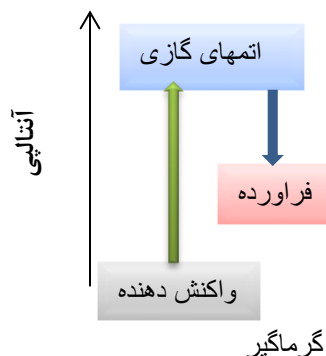 اتمهای گازی
آنتالپی
فراورده
واکنش دهنده
گرماگیر